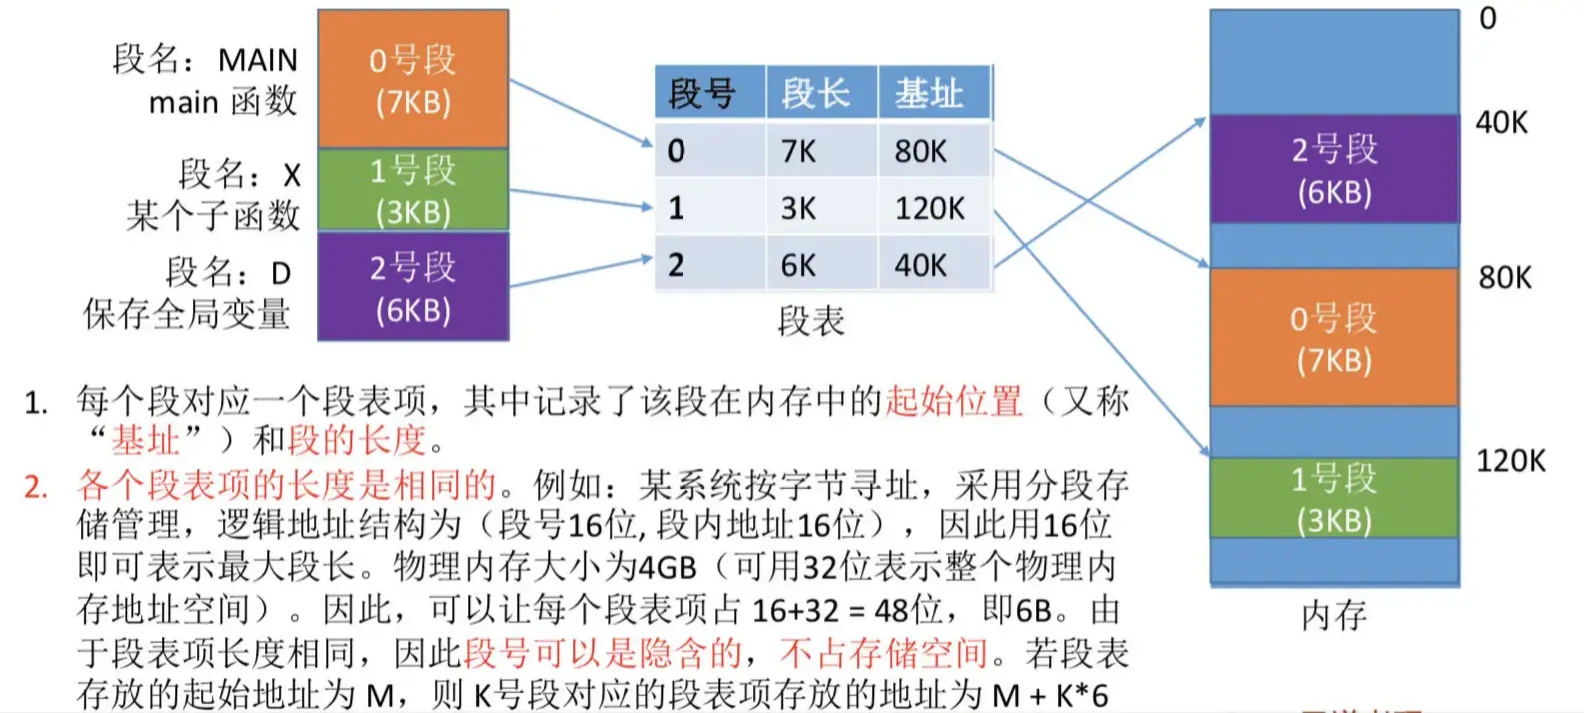 段名：MAIN
main 函数
0号段
(7KB)
段名：X
某个子函数
1号段
(3KB)
段名：D
保存全局变量
2号段
(6KB)
段号 段长 基址
0 7K 80K
1 3K 120K
2 6K 40K
段表
0
40K
2号段
(6KB)
80K
0号段
(7KB)
120K
1号段
(3KB)
内存
1. 每个段对应一个段表项，其中记录了该段在内存中的起始位置（又称
“基址”）和段的长度。
2. 各个段表项的长度是相同的。例如：某系统按字节寻址，采用分段存
储管理，逻辑地址结构为（段号16位, 段内地址16位），因此用16位
即可表示最大段长。物理内存大小为4GB（可用32位表示整个物理内
存地址空间）。因此，可以让每个段表项占 16+32 = 48位，即6B。由
于段表项长度相同，因此段号可以是隐含的，不占存储空间。若段表
存放的起始地址为 M，则 K号段对应的段表项存放的地址为 M + K*6